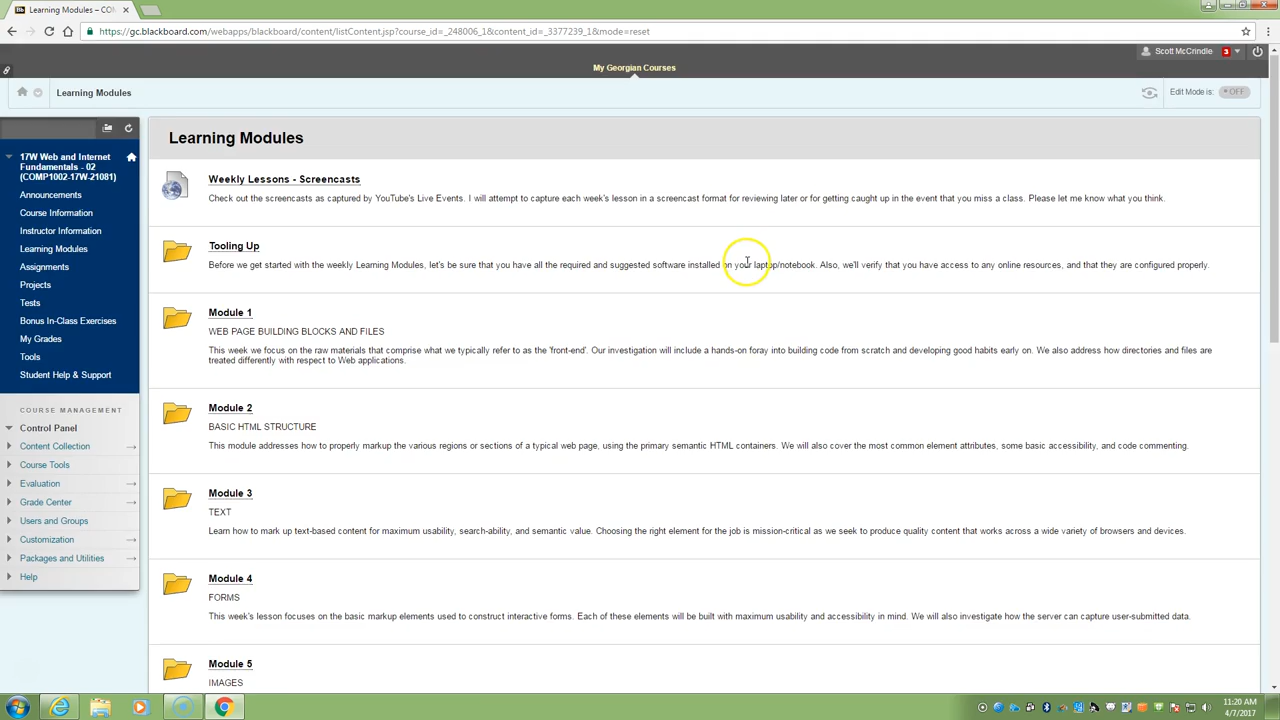 Learning Modules – CO
https://gc.blackboard.com/webapps/blackboard/content/listContent.jsp?course_id=_248006_1&content_id=_3377239_1&mode=reset
Scott McCrindle 3
My Georgian Courses
Learning Modules
Edit Mode is: OFF
17W Web and Internet
Fundamentals - 02
(COMP1002-17W-21081)
Announcements
Course Information
Instructor Information
Learning Modules
Assignments
Projects
Tests
Bonus In-Class Exercises
My Grades
Tools
Student Help & Support
COURSE MANAGEMENT
Control Panel
Content Collection
Course Tools
Evaluation
Grade Center
Users and Groups
Customization
Packages and Utilities
Help
Learning Modules
Weekly Lessons - Screencasts
Check out the screencasts as captured by YouTube's Live Events. I will attempt to capture each week's lesson in a screencast format for reviewing later or for getting caught up in the event that you miss a class. Please let me know what you think.
Tooling Up
Before we get started with the weekly Learning Modules, let's be sure that you have all the required and suggested software installed on your laptop/notebook. Also, we'll verify that you have access to any online resources, and that they are configured properly.
Module 1
WEB PAGE BUILDING BLOCKS AND FILES
This week we focus on the raw materials that comprise what we typically refer to as the 'front-end'. Our investigation will include a hands-on foray into building code from scratch and developing good habits early on. We also address how directories and files are
treated differently with respect to Web applications.
Module 2
BASIC HTML STRUCTURE
This module addresses how to properly markup the various regions or sections of a typical web page, using the primary semantic HTML containers. We will also cover the most common element attributes, some basic accessibility, and code commenting.
Module 3
TEXT
Learn how to mark up text-based content for maximum usability, search-ability, and semantic value. Choosing the right element for the job is mission-critical as we seek to produce quality content that works across a wide variety of browsers and devices.
Module 4
FORMS
This week's lesson focuses on the basic markup elements used to construct interactive forms. Each of these elements will be built with maximum usability and accessibility in mind. We will also investigate how the server can capture user-submitted data.
Module 5
IMAGES
11:20 AM
4/7/2017